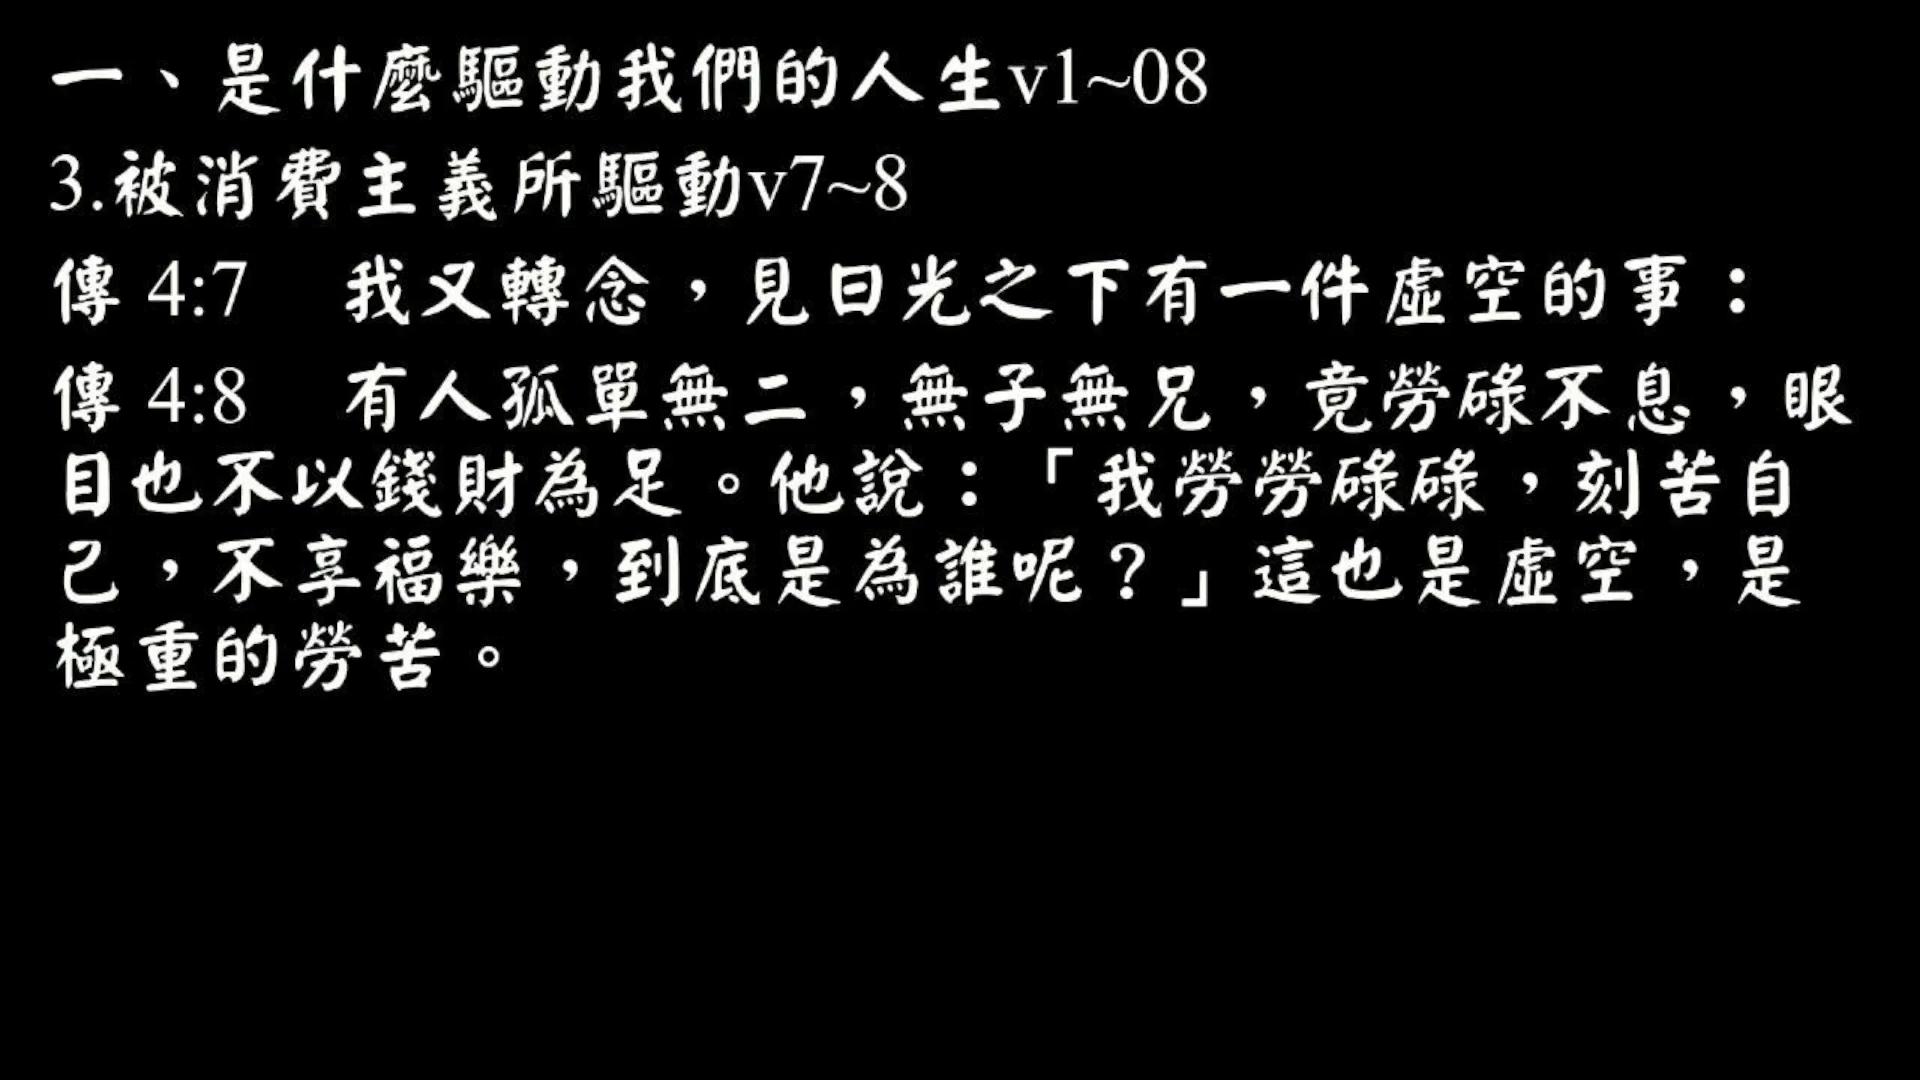 一、是什麼驅動我們的人生v1~08
3.被消費主義所驅動v7~8
傳 4:7　我又轉念，見日光之下有一件虛空的事：
傳 4:8　有人孤單無二，無子無兄，竟勞碌不息，眼
目也不以錢財為足。他說：「我勞勞碌碌，刻苦自
己，不享福樂，到底是為誰呢？」這也是虛空，是
極重的勞苦。